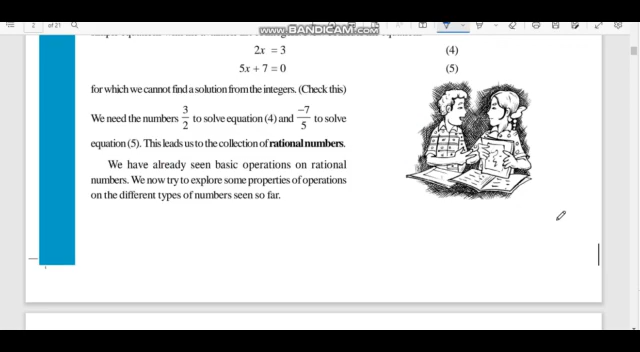 2 of 21
WWW.BANDICAM.COM
2x = 3 (4)
5x + 7 = 0 (5)
for which we cannot find a solution from the integers. (Check this)
We need the numbers 3/2 to solve equation (4) and -7/5 to solve
equation (5). This leads us to the collection of rational numbers.
We have already seen basic operations on rational
numbers. We now try to explore some properties of operations
on the different types of numbers seen so far.